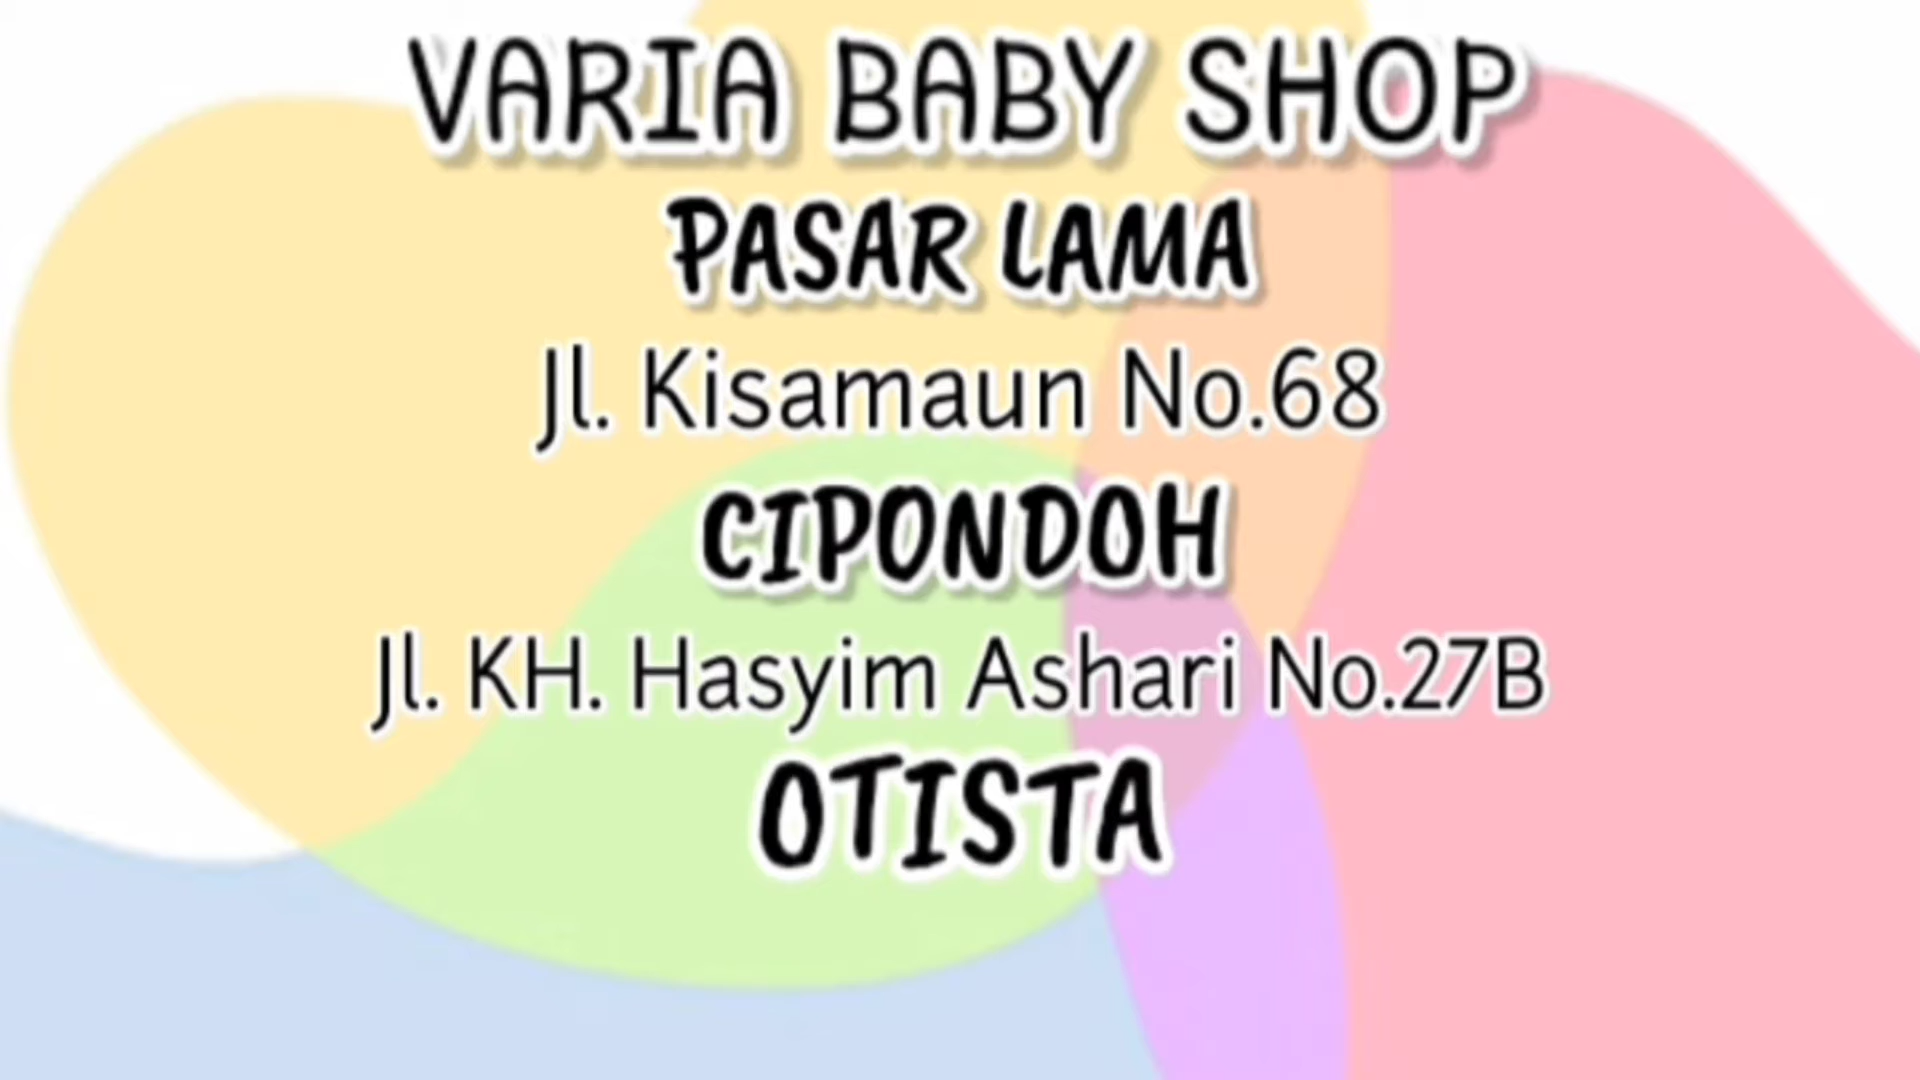 VARIA BABY SHOP
PASAR LAMA
Jl. Kisamaun No.68
CIPONDOH
Jl. KH. Hasyim Ashari No.27B
OTISTA